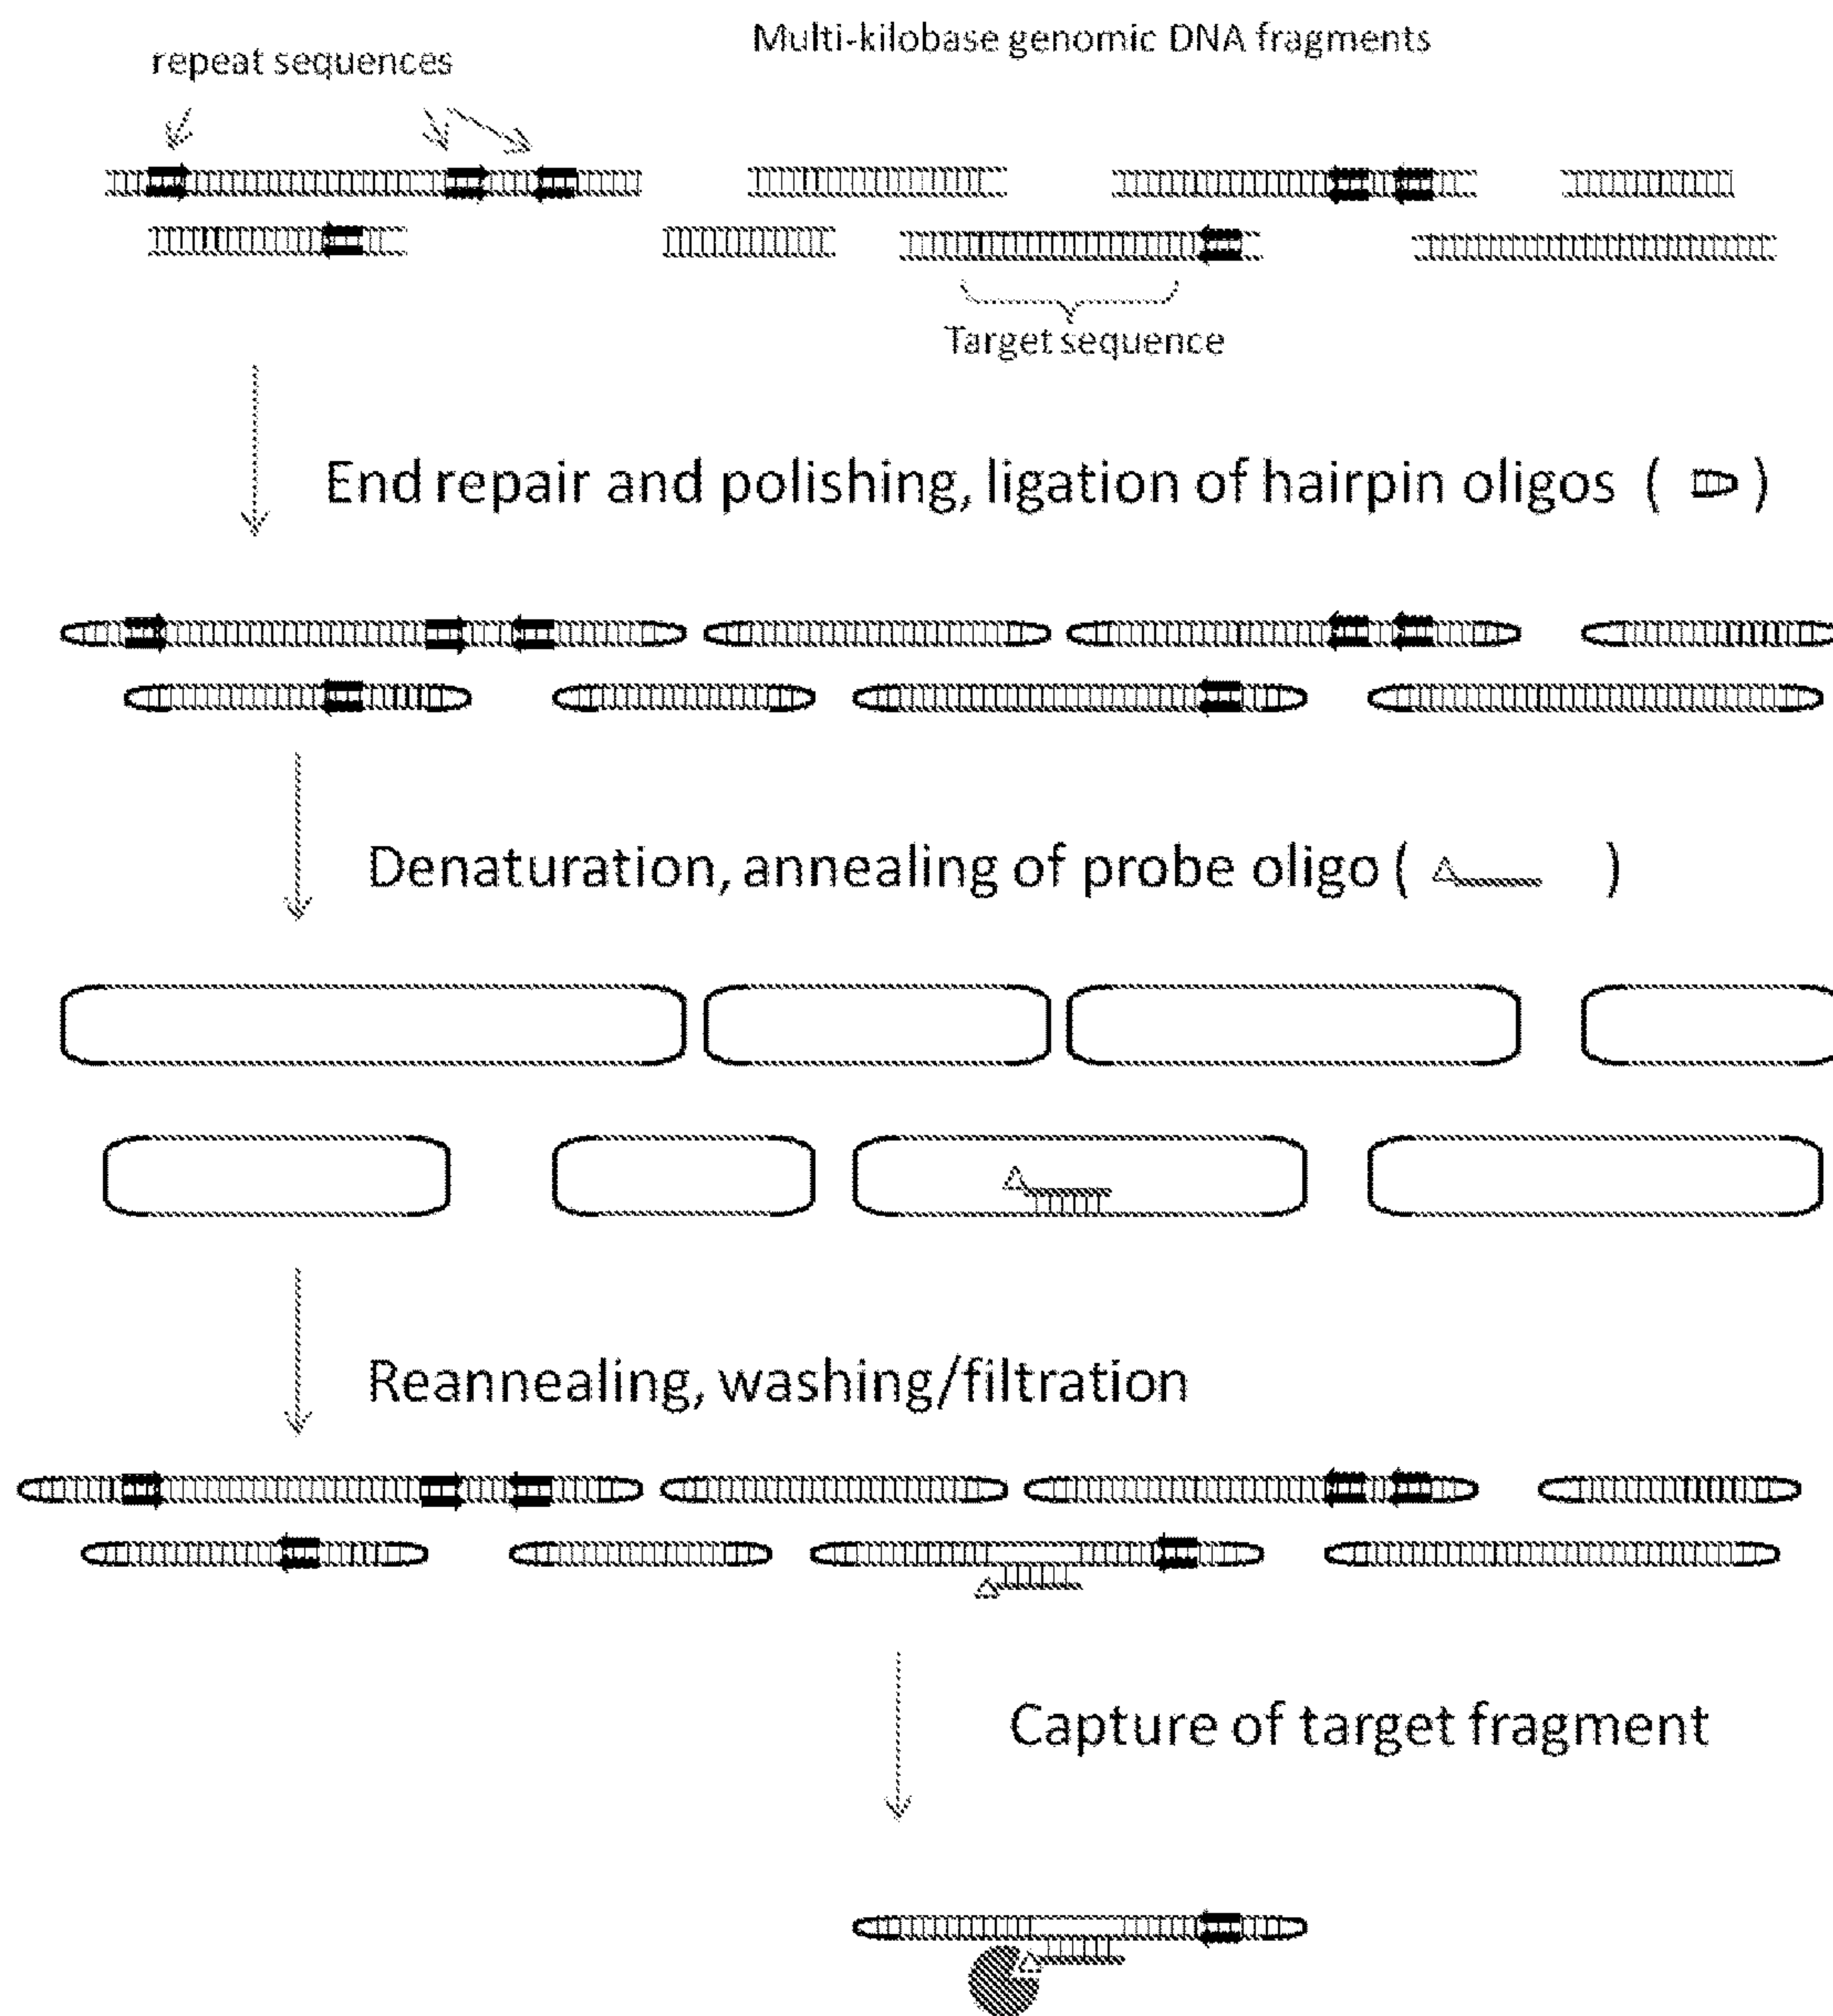 Multi-kilobase genomic DNA fragments
repeat sequences
Target sequence
End repair and polishing, ligation of hairpin oligos ( )
Denaturation, annealing of probe oligo ( )
Reannealing, washing/filtration
Capture of target fragment